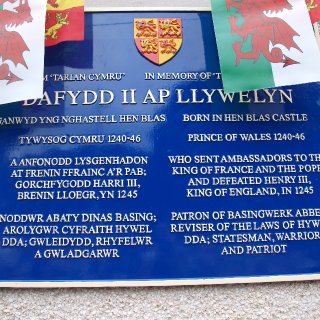 M 'TARIAN CYMRU' IN MEMORY OF 'T
DAFYDD II AP LLYWELYN
ANWYD YNG NGHASTELL HEN BLAS BORN IN HEN BLAS CASTLE
TYWYSOG CYMRU 1240-46 PRINCE OF WALES 1240-46
A ANFONODD LYSGENHADON
AT FRENIN FFRAINC A'R PAB;
GORCHFYGODD HARRI III,
BRENIN LLOEGR, YN 1245
WHO SENT AMBASSADORS TO TH
KING OF FRANCE AND THE POPE
AND DEFEATED HENRY III,
KING OF ENGLAND, IN 1245
NODDWR ABATY DINAS BASING;
AROLYGWR CYFRAITH HYWEL
DDA; GWLEIDYDD, RHYFELWR
A GWLADGARWR
PATRON OF BASINGWERK ABBE
REVISER OF THE LAWS OF HYW
DDA; STATESMAN, WARRIOR
AND PATRIOT